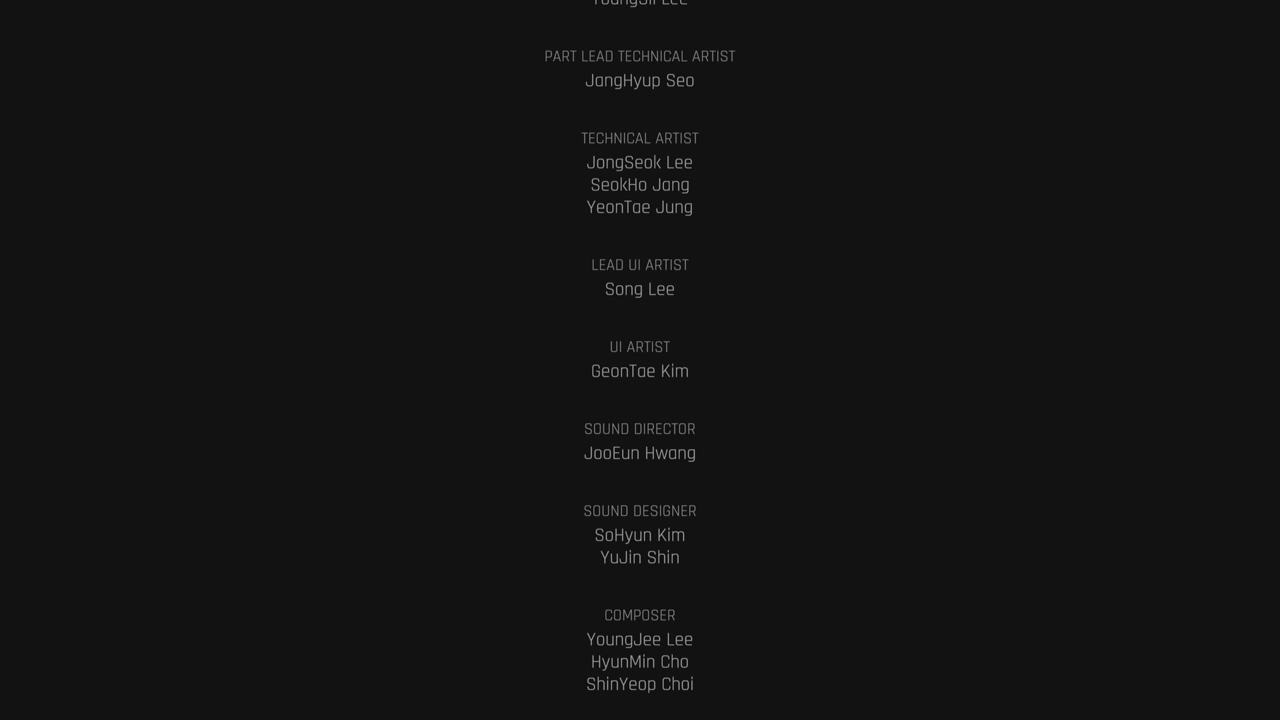 PART LEAD TECHNICAL ARTIST
JangHyup Seo
TECHNICAL ARTIST
JongSeok Lee
SeokHo Jang
YeonTae Jung
LEAD UI ARTIST
Song Lee
UI ARTIST
GeonTae Kim
SOUND DIRECTOR
JooEun Hwang
SOUND DESIGNER
SoHyun Kim
YuJin Shin
COMPOSER
YoungJee Lee
HyunMin Cho
ShinYeop Choi